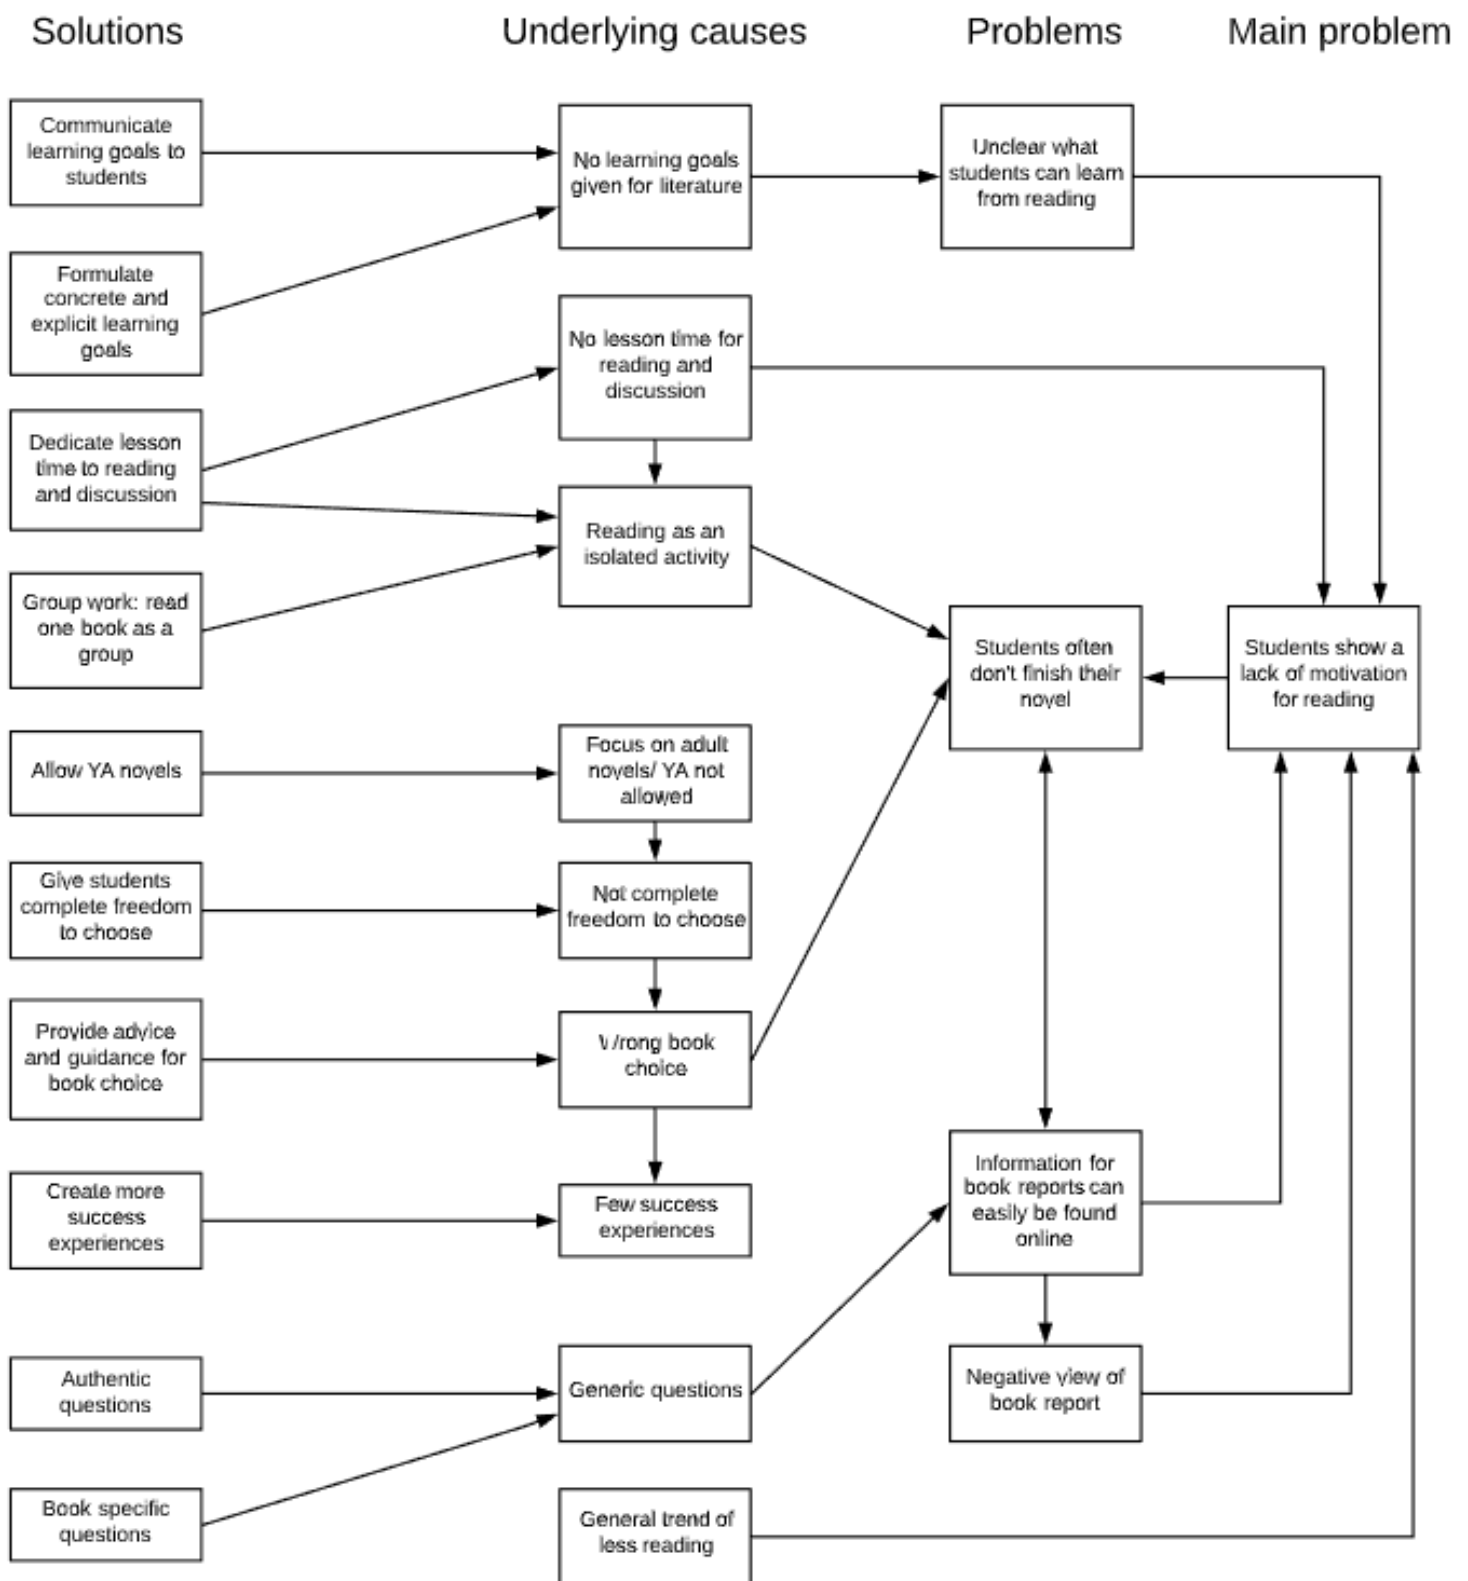 Solutions
Underlying causes
Problems
Main problem
Communicate
learning goals to
students
No learning goals
given for literature
Unclear what
students can learn
from reading
Formulate
concrete and
explicit learning
goals
No lesson time for
reading and
discussion
Dedicate lesson
time to reading
and discussion
Reading as an
isolated activity
Group work: read
one book as a
group
Students often
don't finish their
novel
Students show a
lack of motivation
for reading
Allow YA novels
Focus on adult
novels/ YA not
allowed
Give students
complete freedom
to choose
Not complete
freedom to choose
Provide advice
and guidance for
book choice
Wrong book
choice
Create more
success
experiences
Few success
experiences
Information for
book reports can
easily be found
online
Authentic
questions
Generic questions
Negative view of
book report
Book specific
questions
General trend of
less reading